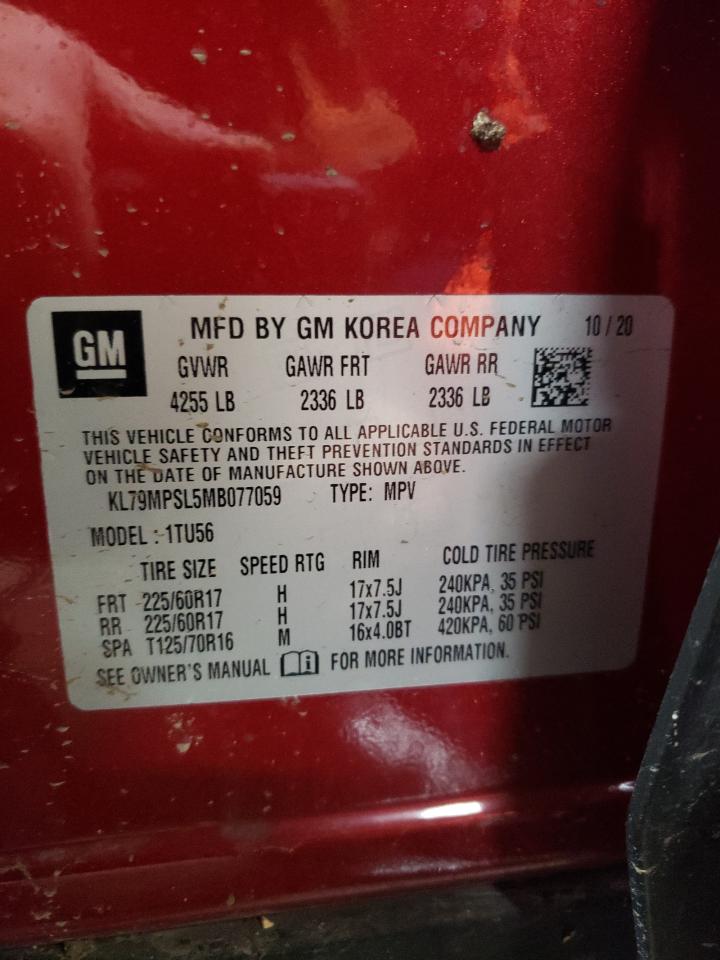 GM
MFD BY GM KOREA COMPANY 10 / 20
GVWR GAWR FRT GAWR RR
4255 LB 2336 LB 2336 LB
THIS VEHICLE CONFORMS TO ALL APPLICABLE U.S. FEDERAL MOTOR
VEHICLE SAFETY AND THEFT PREVENTION STANDARDS IN EFFECT
ON THE DATE OF MANUFACTURE SHOWN ABOVE.
KL79MPSL5MB077059 TYPE: MPV
MODEL : 1TU56
TIRE SIZE SPEED RTG RIM COLD TIRE PRESSURE
FRT 225/60R17 H 17x7.5J 240KPA, 35 PSI
RR 225/60R17 H 17x7.5J 240KPA, 35 PSI
SPA T125/70R16 M 16x4.0BT 420KPA, 60 PSI
SEE OWNER'S MANUAL i FOR MORE INFORMATION.